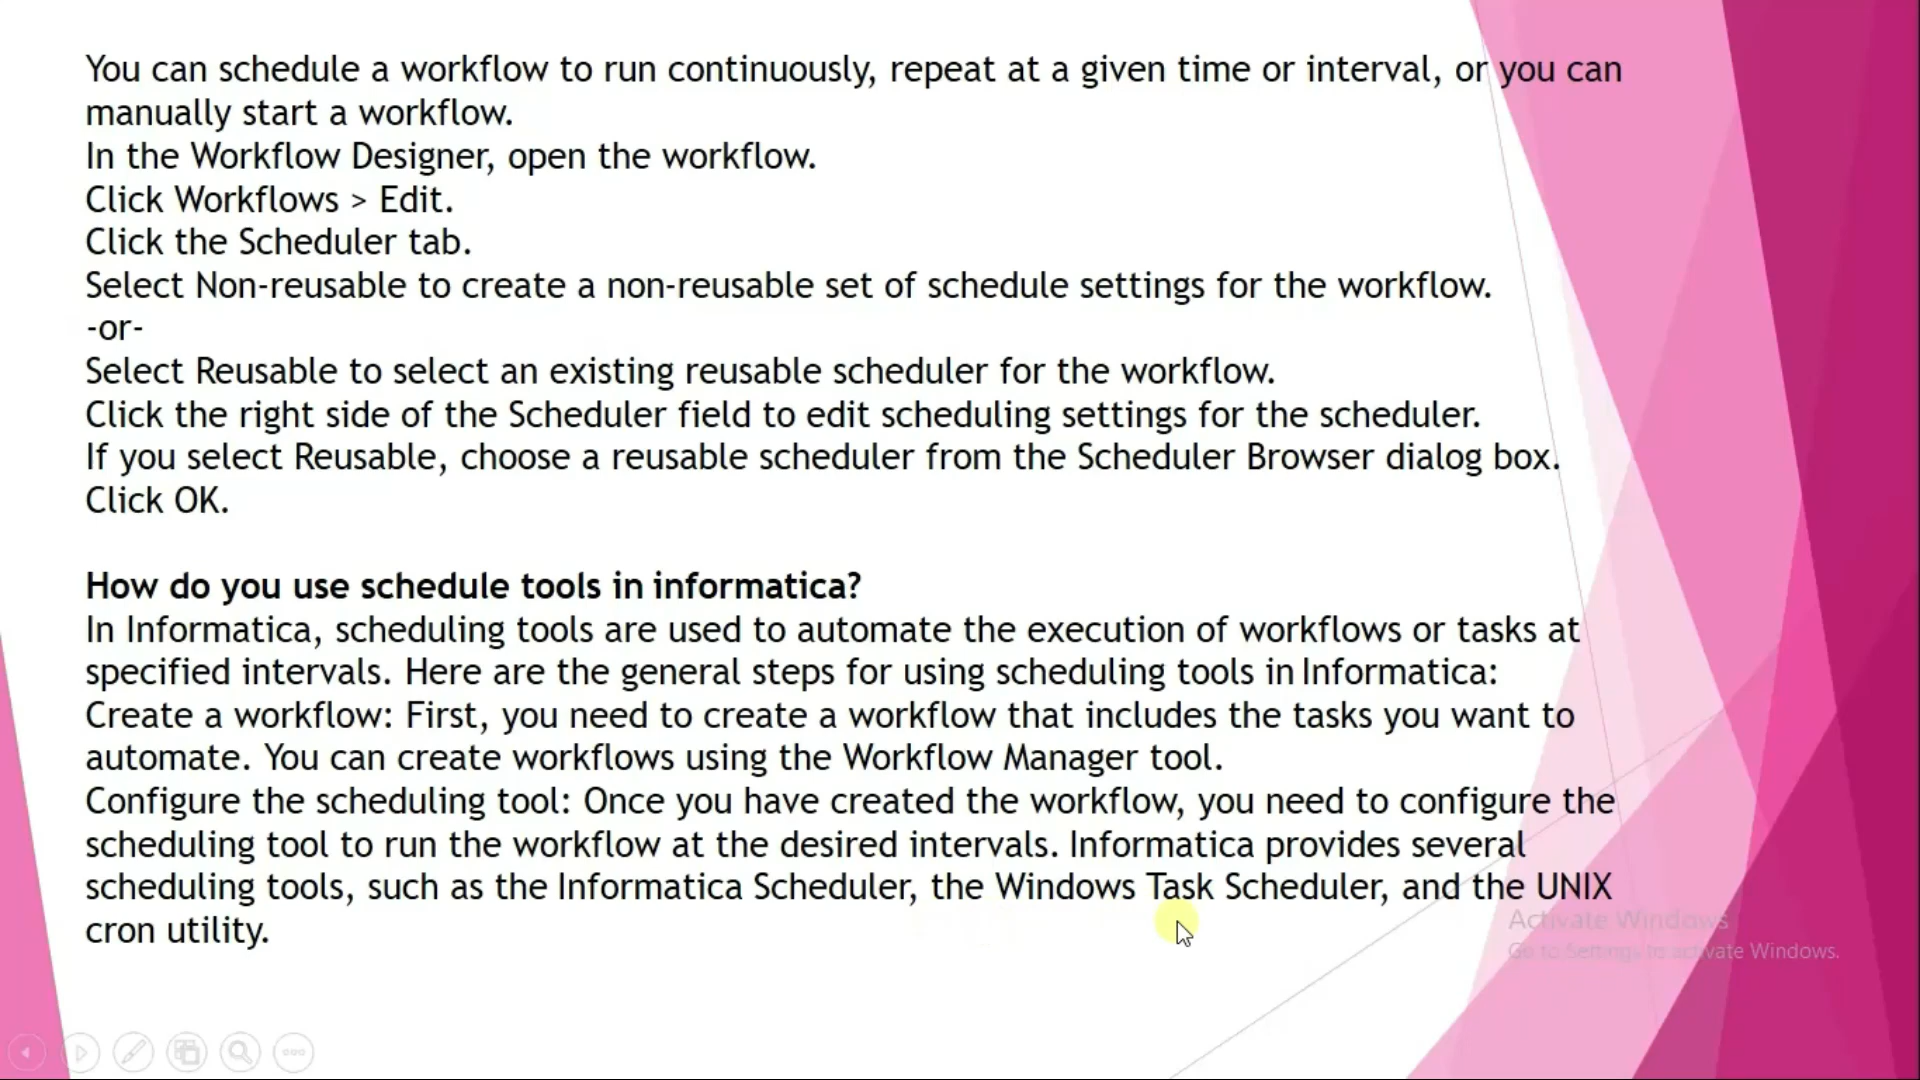 You can schedule a workflow to run continuously, repeat at a given time or interval, or you can
manually start a workflow.
In the Workflow Designer, open the workflow.
Click Workflows > Edit.
Click the Scheduler tab.
Select Non-reusable to create a non-reusable set of schedule settings for the workflow.
-or-
Select Reusable to select an existing reusable scheduler for the workflow.
Click the right side of the Scheduler field to edit scheduling settings for the scheduler.
If you select Reusable, choose a reusable scheduler from the Scheduler Browser dialog box.
Click OK.
How do you use schedule tools in informatica?
In Informatica, scheduling tools are used to automate the execution of workflows or tasks at
specified intervals. Here are the general steps for using scheduling tools in Informatica:
Create a workflow: First, you need to create a workflow that includes the tasks you want to
automate. You can create workflows using the Workflow Manager tool.
Configure the scheduling tool: Once you have created the workflow, you need to configure the
scheduling tool to run the workflow at the desired intervals. Informatica provides several
scheduling tools, such as the Informatica Scheduler, the Windows Task Scheduler, and the UNIX
cron utility.
Activate Windows
Go to Settings to activate Windows.